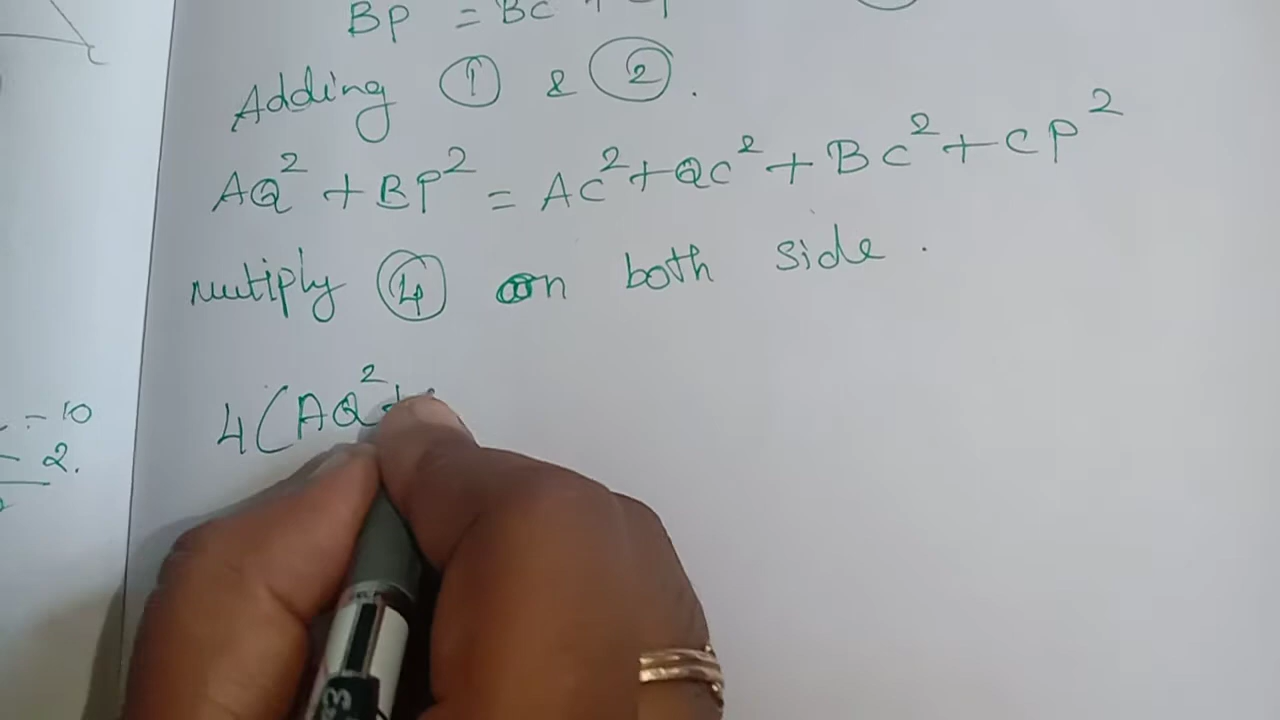 BP = BC
Adding ① & ②.
AQ² + BP² = AC² + QC² + BC² + CP²
multiply ④ on both side.
4(AQ² +
- 10
- 2.